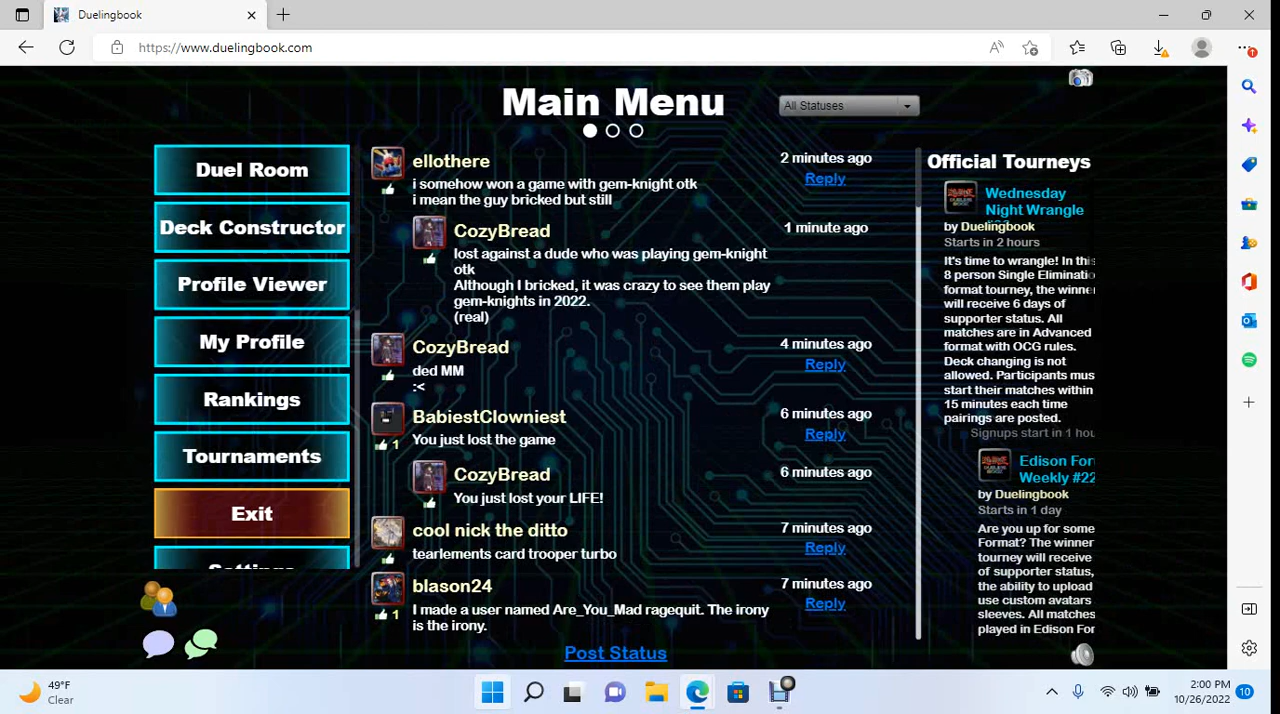 Duelingbook
https://www.duelingbook.com
Main Menu
All Statuses
Duel Room
Deck Constructor
Profile Viewer
My Profile
Rankings
Tournaments
Exit
Settings
ellothere
2 minutes ago
Reply
i somehow won a game with gem-knight otk
i mean the guy bricked but still
CozyBread
1 minute ago
lost against a dude who was playing gem-knight
otk
Although I bricked, it was crazy to see them play
gem-knights in 2022.
(real)
CozyBread
4 minutes ago
Reply
ded MM
:<
BabiestClowniest
6 minutes ago
Reply
1
You just lost the game
CozyBread
6 minutes ago
You just lost your LIFE!
cool nick the ditto
7 minutes ago
Reply
tearlements card trooper turbo
blason24
7 minutes ago
Reply
1
I made a user named Are_You_Mad ragequit. The irony
is the irony.
Post Status
Official Tourneys
Wednesday
Night Wrangle
by Duelingbook
Starts in 2 hours
It's time to wrangle! In this
8 person Single Eliminatio
format tourney, the winner
will receive 6 days of
supporter status. All
matches are in Advanced
format with OCG rules.
Deck changing is not
allowed. Participants mus
start their matches within
15 minutes each time
pairings are posted.
Signups start in 1 hou
Edison For
Weekly #22
by Duelingbook
Starts in 1 day
Are you up for some
Format? The winner
tourney will receive
of supporter status,
the ability to upload
use custom avatars
sleeves. All matches
played in Edison For
49°F
Clear
2:00 PM
10/26/2022
10